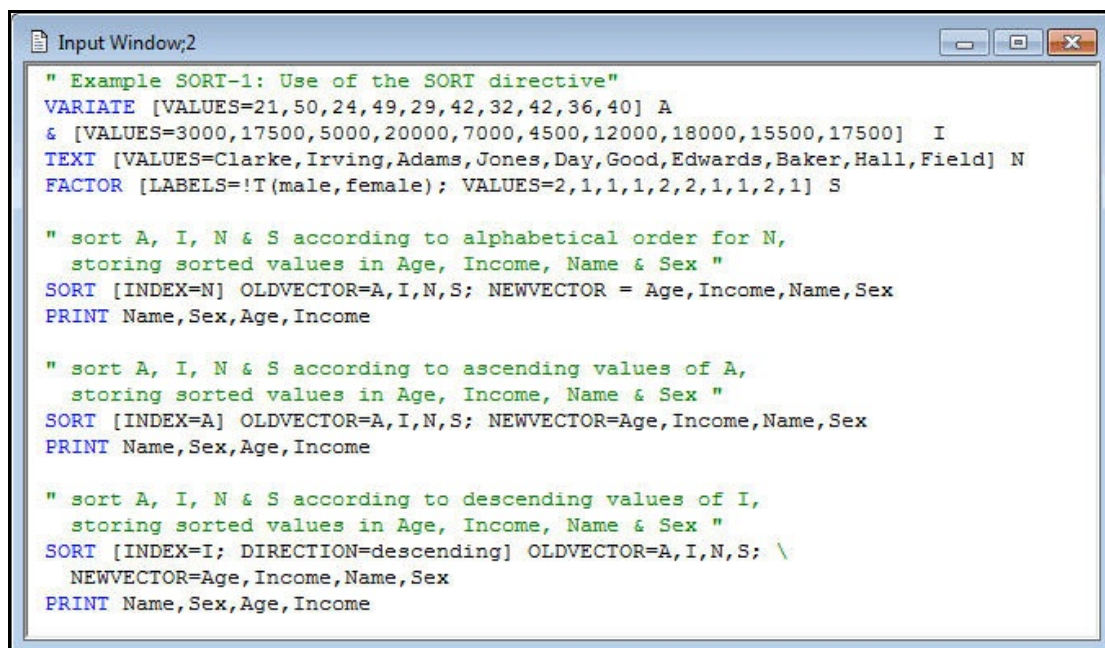 Input Window;2
" Example SORT-1: Use of the SORT directive"
VARIATE [VALUES=21,50,24,49,29,42,32,42,36,40] A
& [VALUES=3000,17500,5000,20000,7000,4500,12000,18000,15500,17500]  I
TEXT [VALUES=Clarke,Irving,Adams,Jones,Day,Good,Edwards,Baker,Hall,Field] N
FACTOR [LABELS=!T(male,female); VALUES=2,1,1,1,2,2,1,1,2,1] S
" sort A, I, N & S according to alphabetical order for N,
  storing sorted values in Age, Income, Name & Sex "
SORT [INDEX=N] OLDVECTOR=A,I,N,S; NEWVECTOR = Age,Income,Name,Sex
PRINT Name,Sex,Age,Income
" sort A, I, N & S according to ascending values of A,
  storing sorted values in Age, Income, Name & Sex "
SORT [INDEX=A] OLDVECTOR=A,I,N,S; NEWVECTOR=Age,Income,Name,Sex
PRINT Name,Sex,Age,Income
" sort A, I, N & S according to descending values of I,
  storing sorted values in Age, Income, Name & Sex "
SORT [INDEX=I; DIRECTION=descending] OLDVECTOR=A,I,N,S; \
  NEWVECTOR=Age,Income,Name,Sex
PRINT Name,Sex,Age,Income